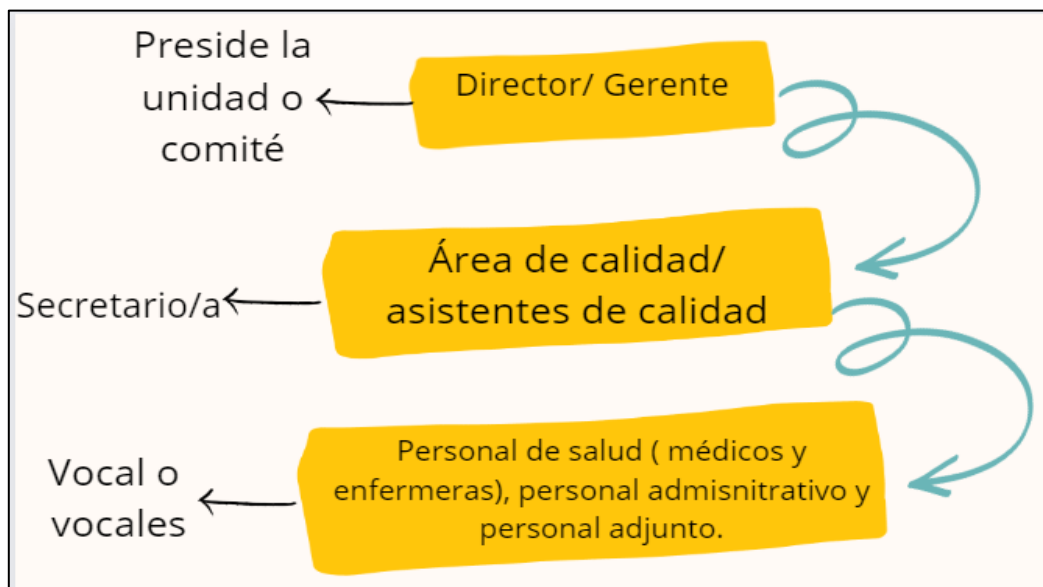 Preside la
unidad o
comité
Director/ Gerente
Secretario/a
Área de calidad/
asistentes de calidad
Vocal o
vocales
Personal de salud ( médicos y
enfermeras), personal admisnitrativo y
personal adjunto.